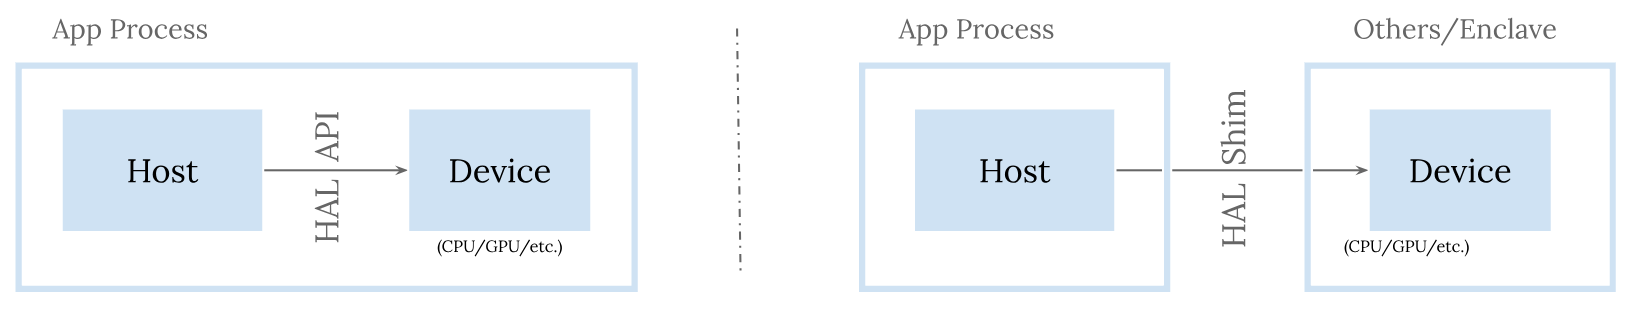 App Process
Host
HAL API
Device
(CPU/GPU/etc.)
App Process
Others/Enclave
Host
HAL Shim
Device
(CPU/GPU/etc.)